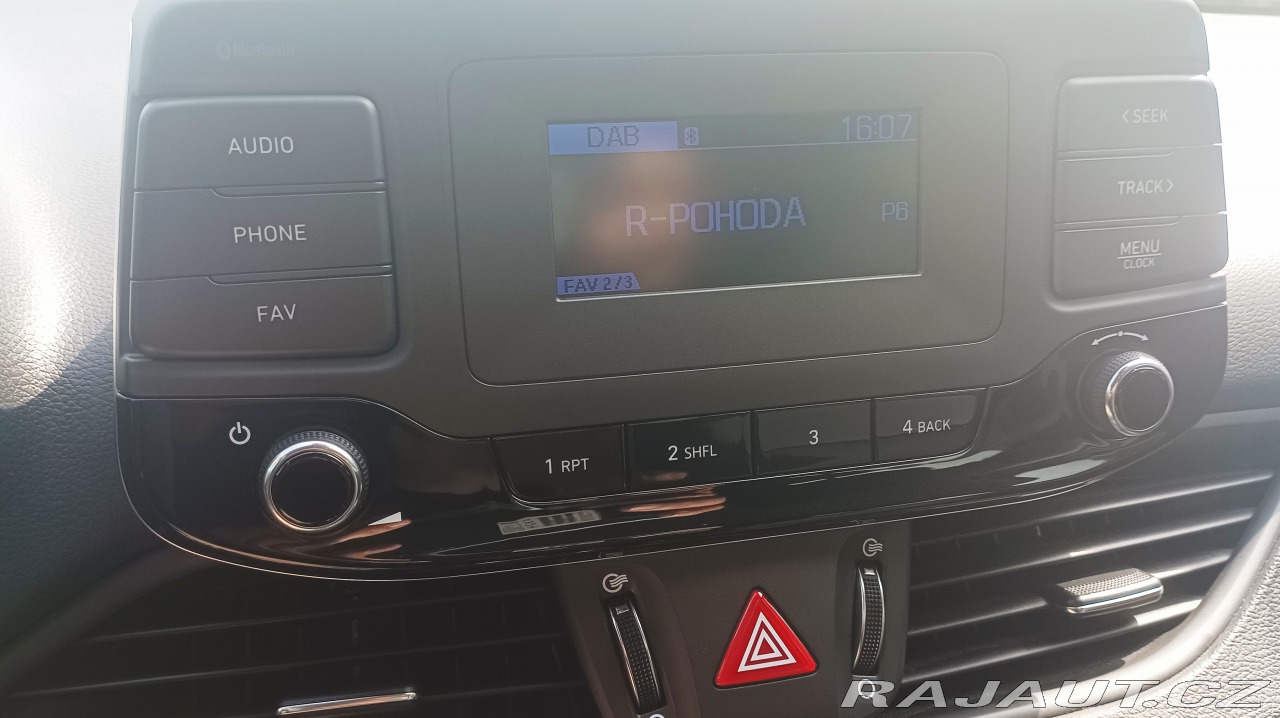 Bluetooth
AUDIO
PHONE
FAV
DAB 16:07
R-POHODA P6
FAV 2/3
< SEEK
TRACK >
MENU
CLOCK
1 RPT
2 SHFL
3
4 BACK
RAJAUT.CZ